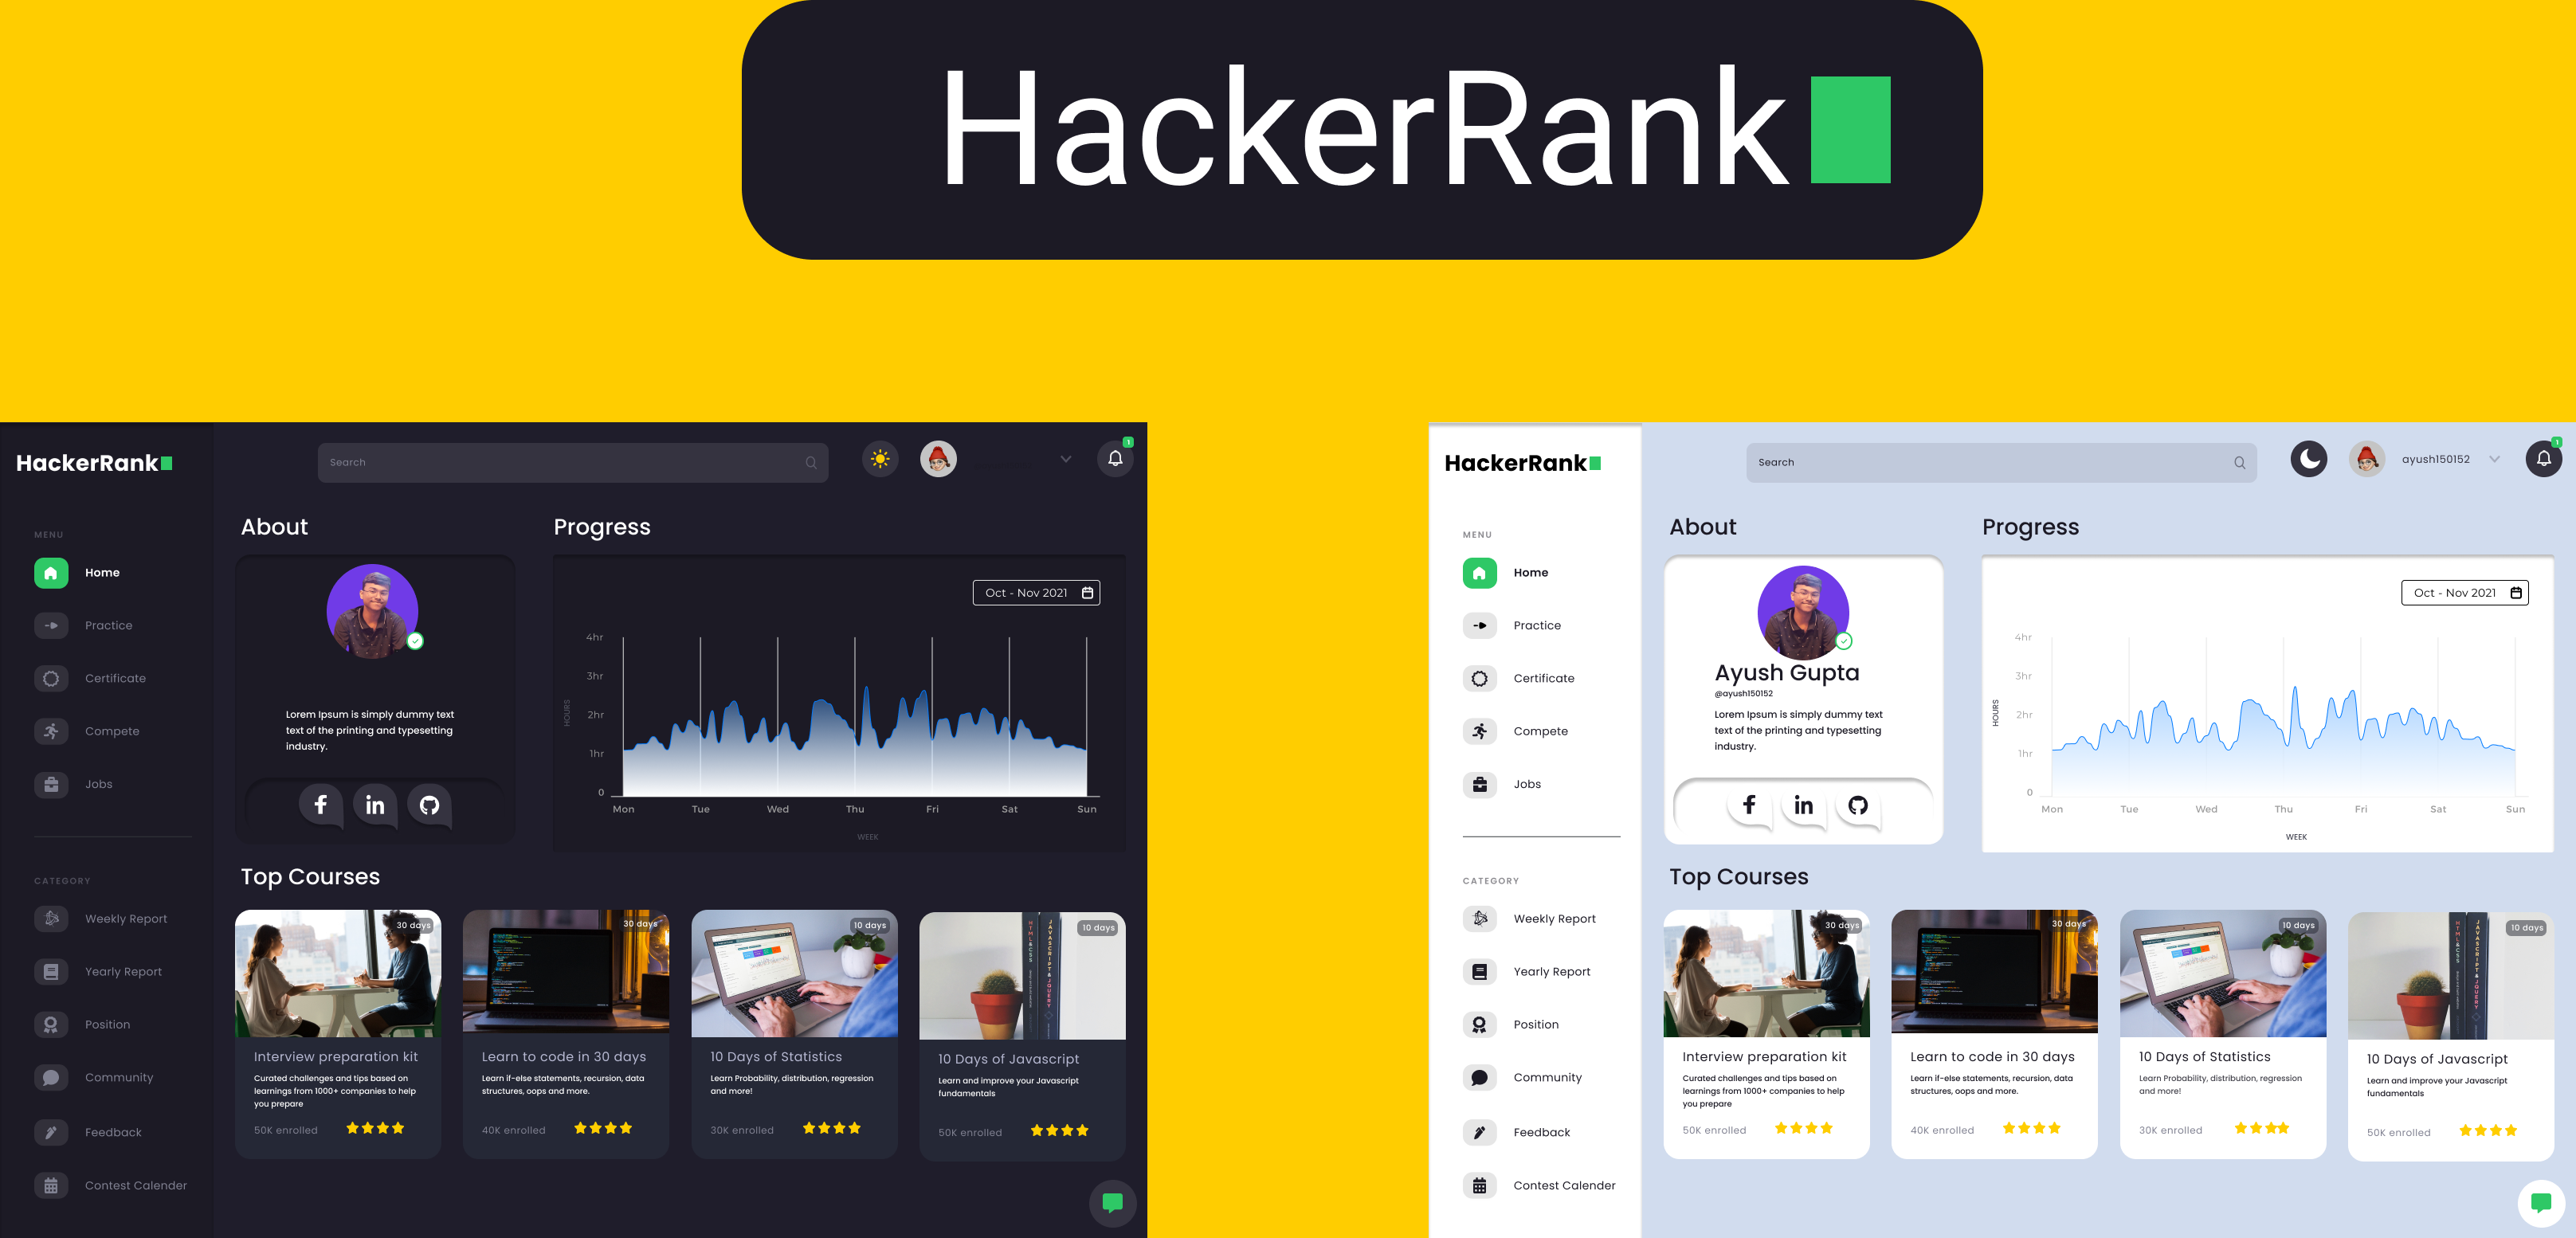 HackerRank
HackerRank
Search
1
MENU
Home
Practice
Certificate
Compete
Jobs
CATEGORY
Weekly Report
Yearly Report
Position
Community
Feedback
Contest Calender
About
Lorem Ipsum is simply dummy text
text of the printing and typesetting
industry.
f
in
Progress
Oct - Nov 2021
4hr
3hr
2hr
1hr
0
HOURS
Mon Tue Wed Thu Fri Sat Sun
WEEK
Top Courses
30 days
Interview preparation kit
Curated challenges and tips based on
learnings from 1000+ companies to help
you prepare
50K enrolled
30 days
Learn to code in 30 days
Learn if-else statements, recursion, data
structures, oops and more.
40K enrolled
10 days
10 Days of Statistics
Learn Probability, distribution, regression
and more!
30K enrolled
HTML&CSS
JAVASCRIPT&JQUERY
10 days
10 Days of Javascript
Learn and improve your Javascript
fundamentals
50K enrolled
HackerRank
Search
ayush150152
1
MENU
Home
Practice
Certificate
Compete
Jobs
CATEGORY
Weekly Report
Yearly Report
Position
Community
Feedback
Contest Calender
About
Ayush Gupta
@ayush150152
Lorem Ipsum is simply dummy text
text of the printing and typesetting
industry.
f
in
Progress
Oct - Nov 2021
4hr
3hr
2hr
1hr
0
HOURS
Mon Tue Wed Thu Fri Sat Sun
WEEK
Top Courses
30 days
Interview preparation kit
Curated challenges and tips based on
learnings from 1000+ companies to help
you prepare
50K enrolled
30 days
Learn to code in 30 days
Learn if-else statements, recursion, data
structures, oops and more.
40K enrolled
10 days
10 Days of Statistics
Learn Probability, distribution, regression
and more!
30K enrolled
HTML&CSS
JAVASCRIPT&JQUERY
10 days
10 Days of Javascript
Learn and improve your Javascript
fundamentals
50K enrolled